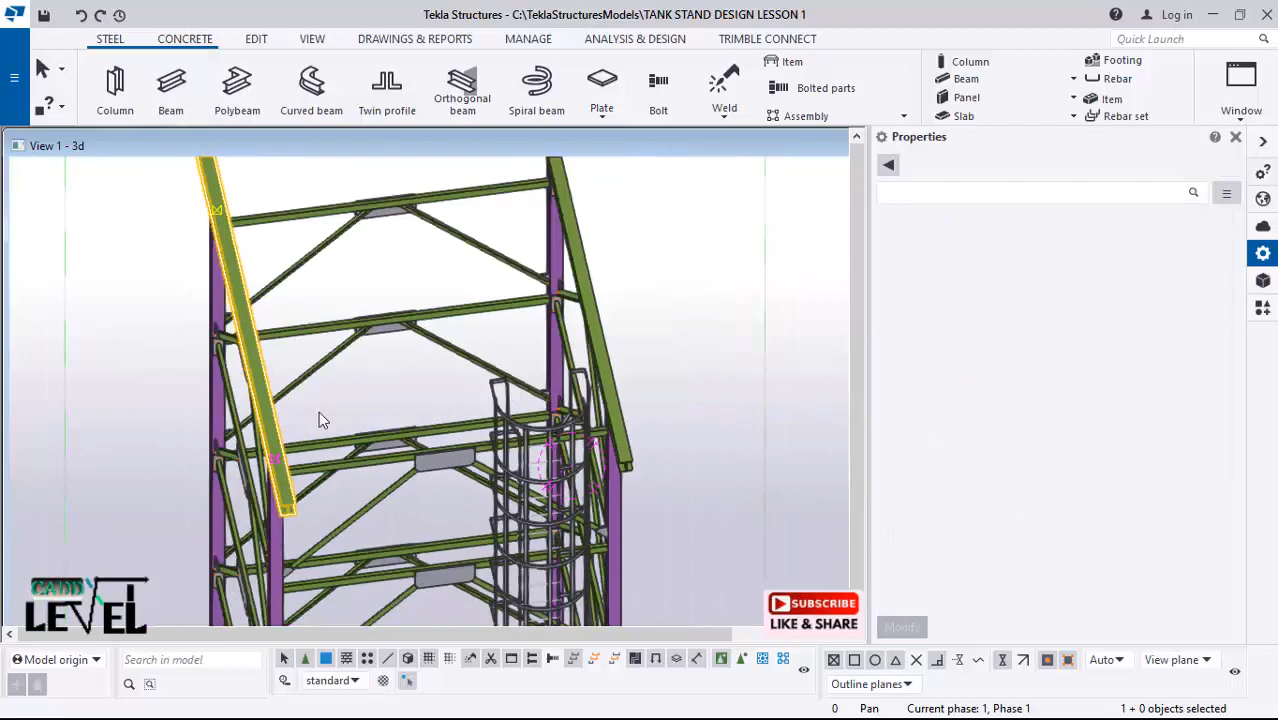 Tekla Structures - C:\TeklaStructuresModels\TANK STAND DESIGN LESSON 1
Log in
STEEL CONCRETE EDIT VIEW DRAWINGS & REPORTS MANAGE ANALYSIS & DESIGN TRIMBLE CONNECT Quick Launch
Column Beam Polybeam Curved beam Twin profile Orthogonal beam Spiral beam Plate Bolt Weld
Item
Bolted parts
Assembly
Column
Beam
Panel
Slab
Footing
Rebar
Item
Rebar set
Window
View 1 - 3d
Properties
CADD
LEVEL
SUBSCRIBE
LIKE & SHARE
Modify
Model origin Search in model
standard
Auto View plane
Outline planes
0 Pan Current phase: 1, Phase 1 1 + 0 objects selected